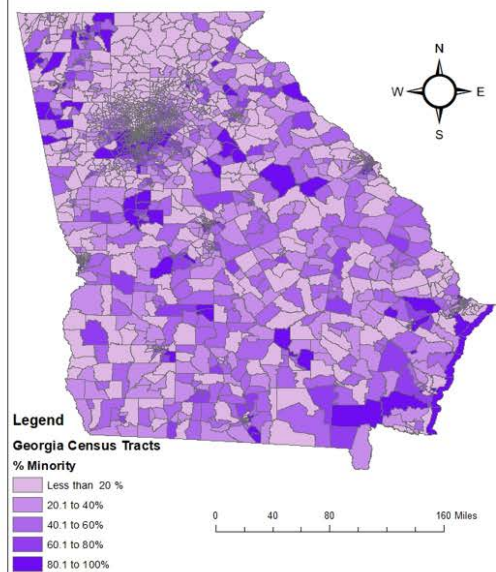 N
W E
S
Legend
Georgia Census Tracts
% Minority
Less than 20 %
20.1 to 40%
40.1 to 60%
60.1 to 80%
80.1 to 100%
0 40 80 160 Miles